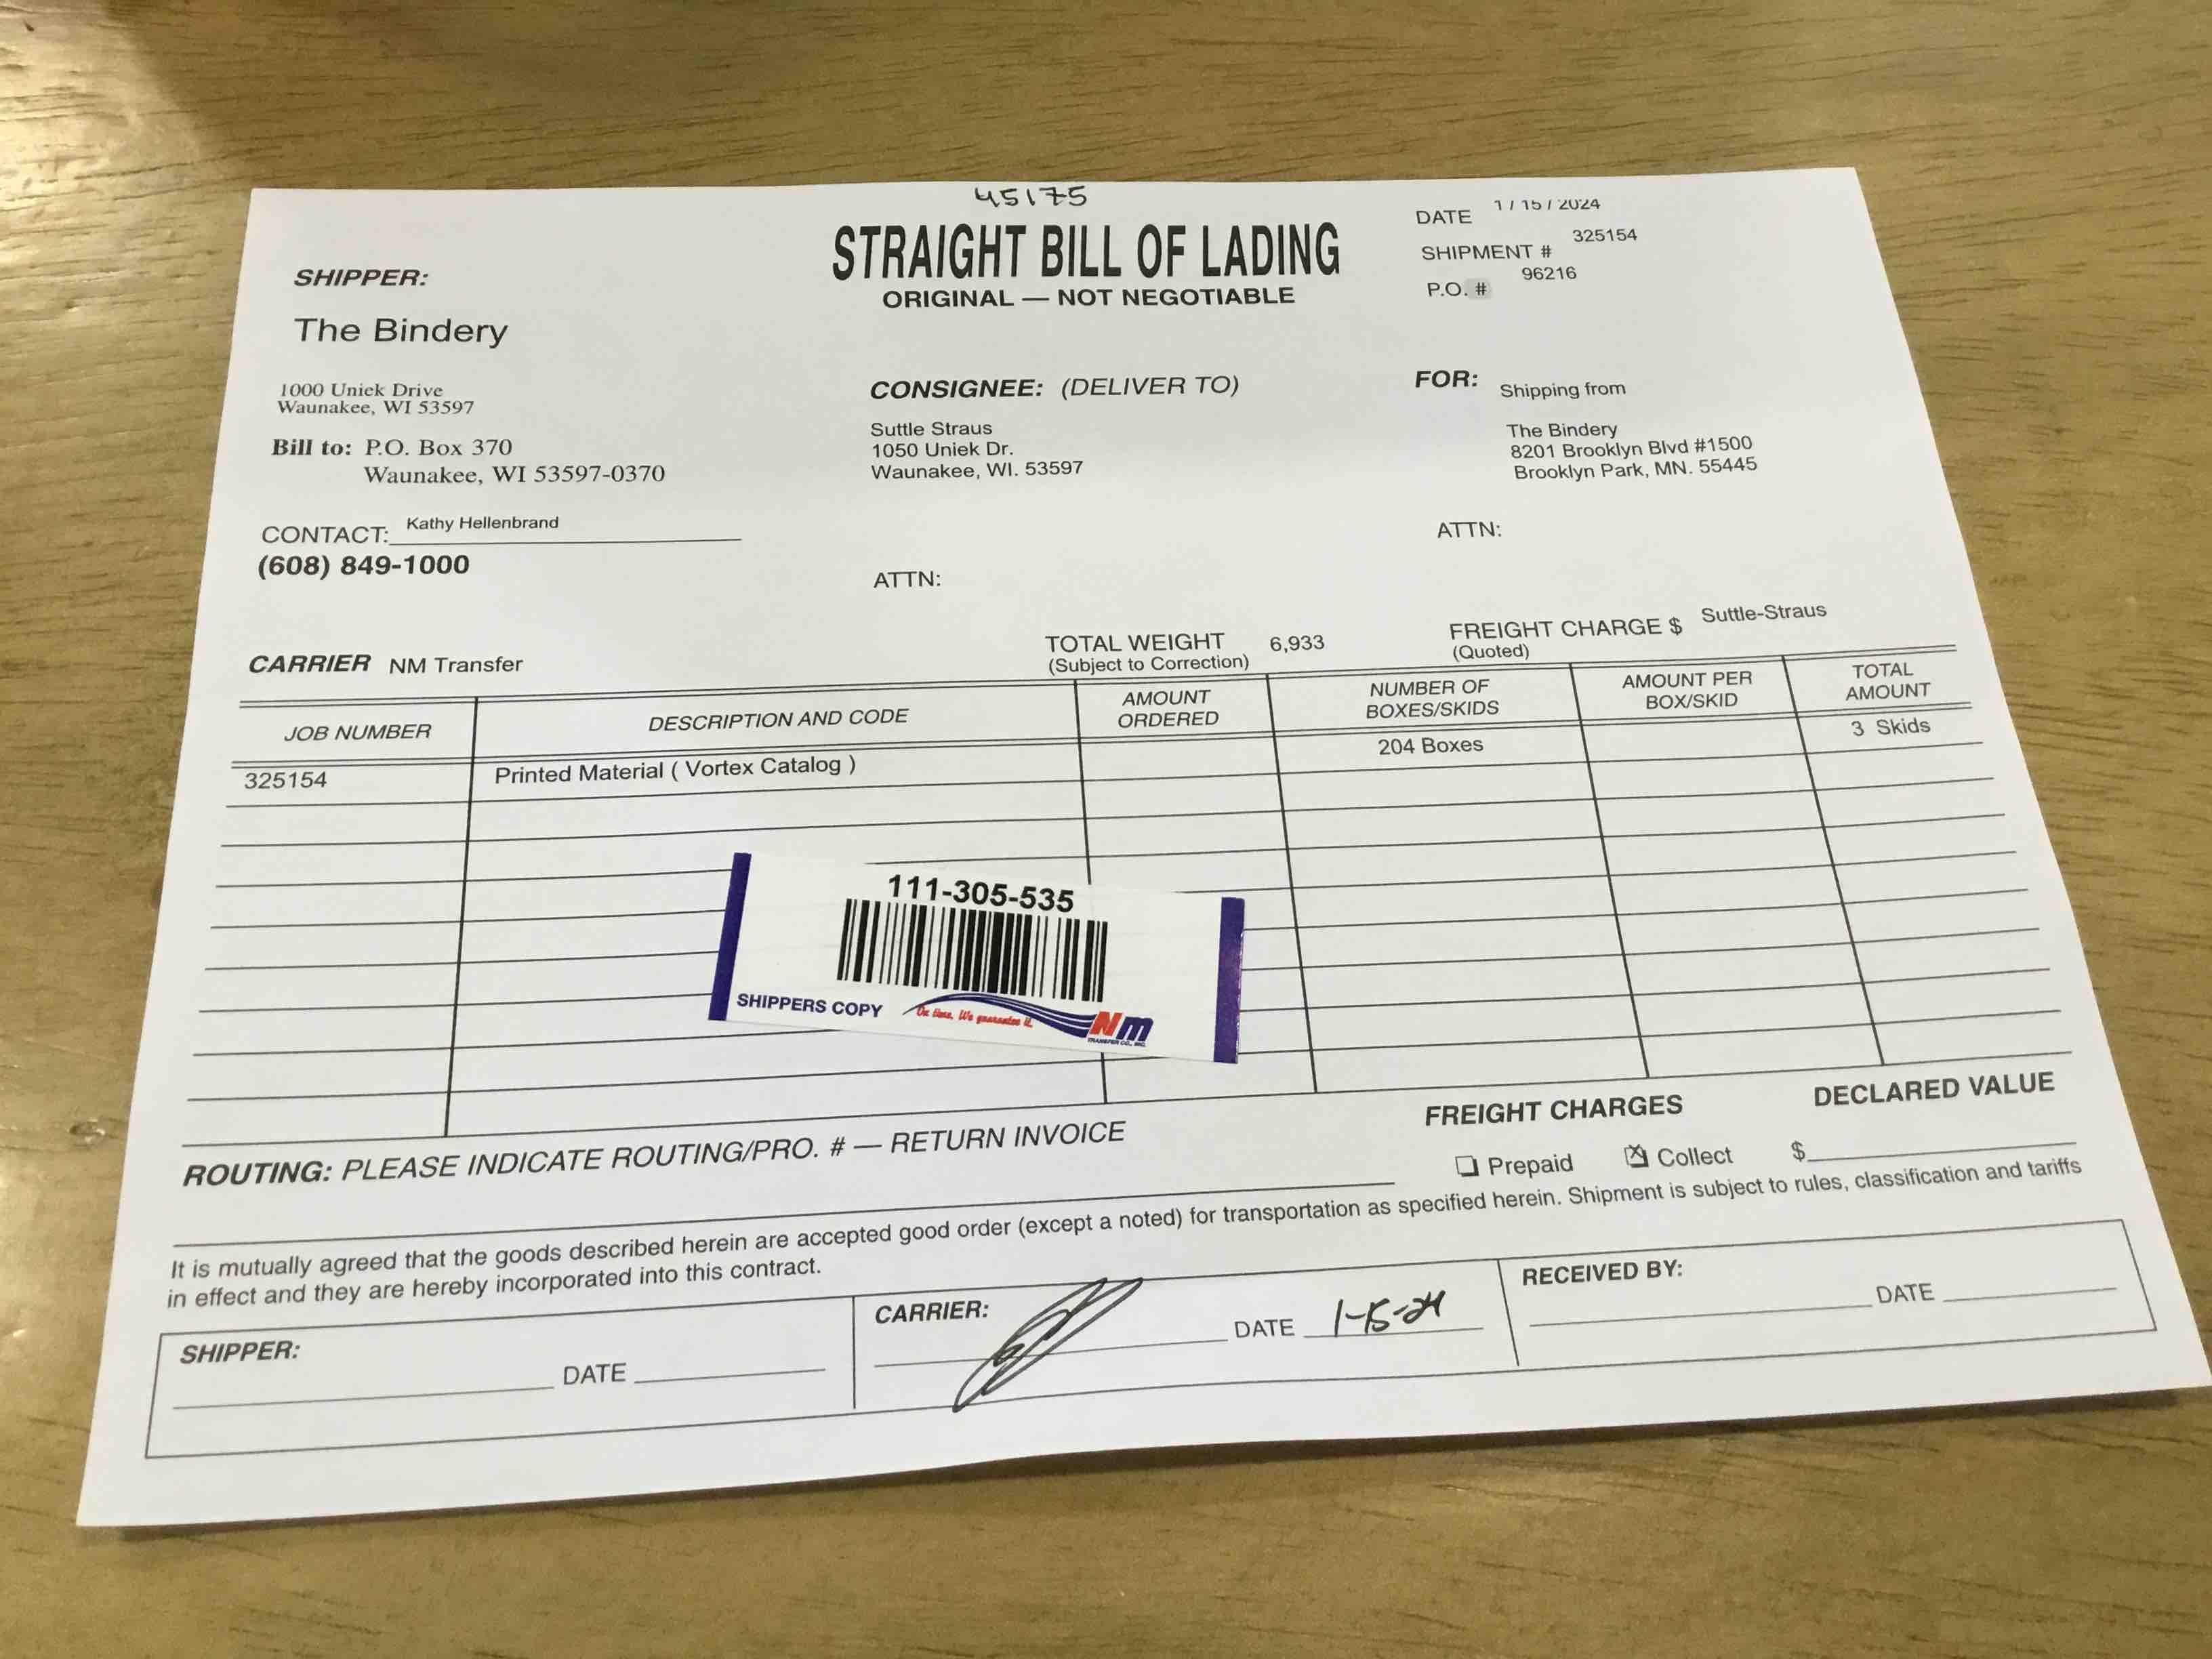 45175
STRAIGHT BILL OF LADING
ORIGINAL — NOT NEGOTIABLE
DATE 1 / 15 / 2024
SHIPMENT # 325154
P.O. # 96216
SHIPPER:
The Bindery
1000 Uniek Drive
Waunakee, WI 53597
Bill to: P.O. Box 370
Waunakee, WI 53597-0370
CONTACT: Kathy Hellenbrand
(608) 849-1000
CONSIGNEE: (DELIVER TO)
Suttle Straus
1050 Uniek Dr.
Waunakee, WI. 53597
ATTN:
FOR: Shipping from
The Bindery
8201 Brooklyn Blvd #1500
Brooklyn Park, MN. 55445
ATTN:
CARRIER NM Transfer
TOTAL WEIGHT 6,933
(Subject to Correction)
FREIGHT CHARGE $ Suttle-Straus
(Quoted)
JOB NUMBER
DESCRIPTION AND CODE
AMOUNT
ORDERED
NUMBER OF
BOXES/SKIDS
AMOUNT PER
BOX/SKID
TOTAL
AMOUNT
325154 Printed Material ( Vortex Catalog ) 204 Boxes 3 Skids
111-305-535
SHIPPERS COPY On time. We guarantee it. Nm
TRANSFER CO., INC.
ROUTING: PLEASE INDICATE ROUTING/PRO. # — RETURN INVOICE
FREIGHT CHARGES
Prepaid Collect
DECLARED VALUE
$
It is mutually agreed that the goods described herein are accepted good order (except a noted) for transportation as specified herein. Shipment is subject to rules, classification and tariffs
in effect and they are hereby incorporated into this contract.
SHIPPER:
DATE
CARRIER:
DATE 1-15-24
RECEIVED BY:
DATE